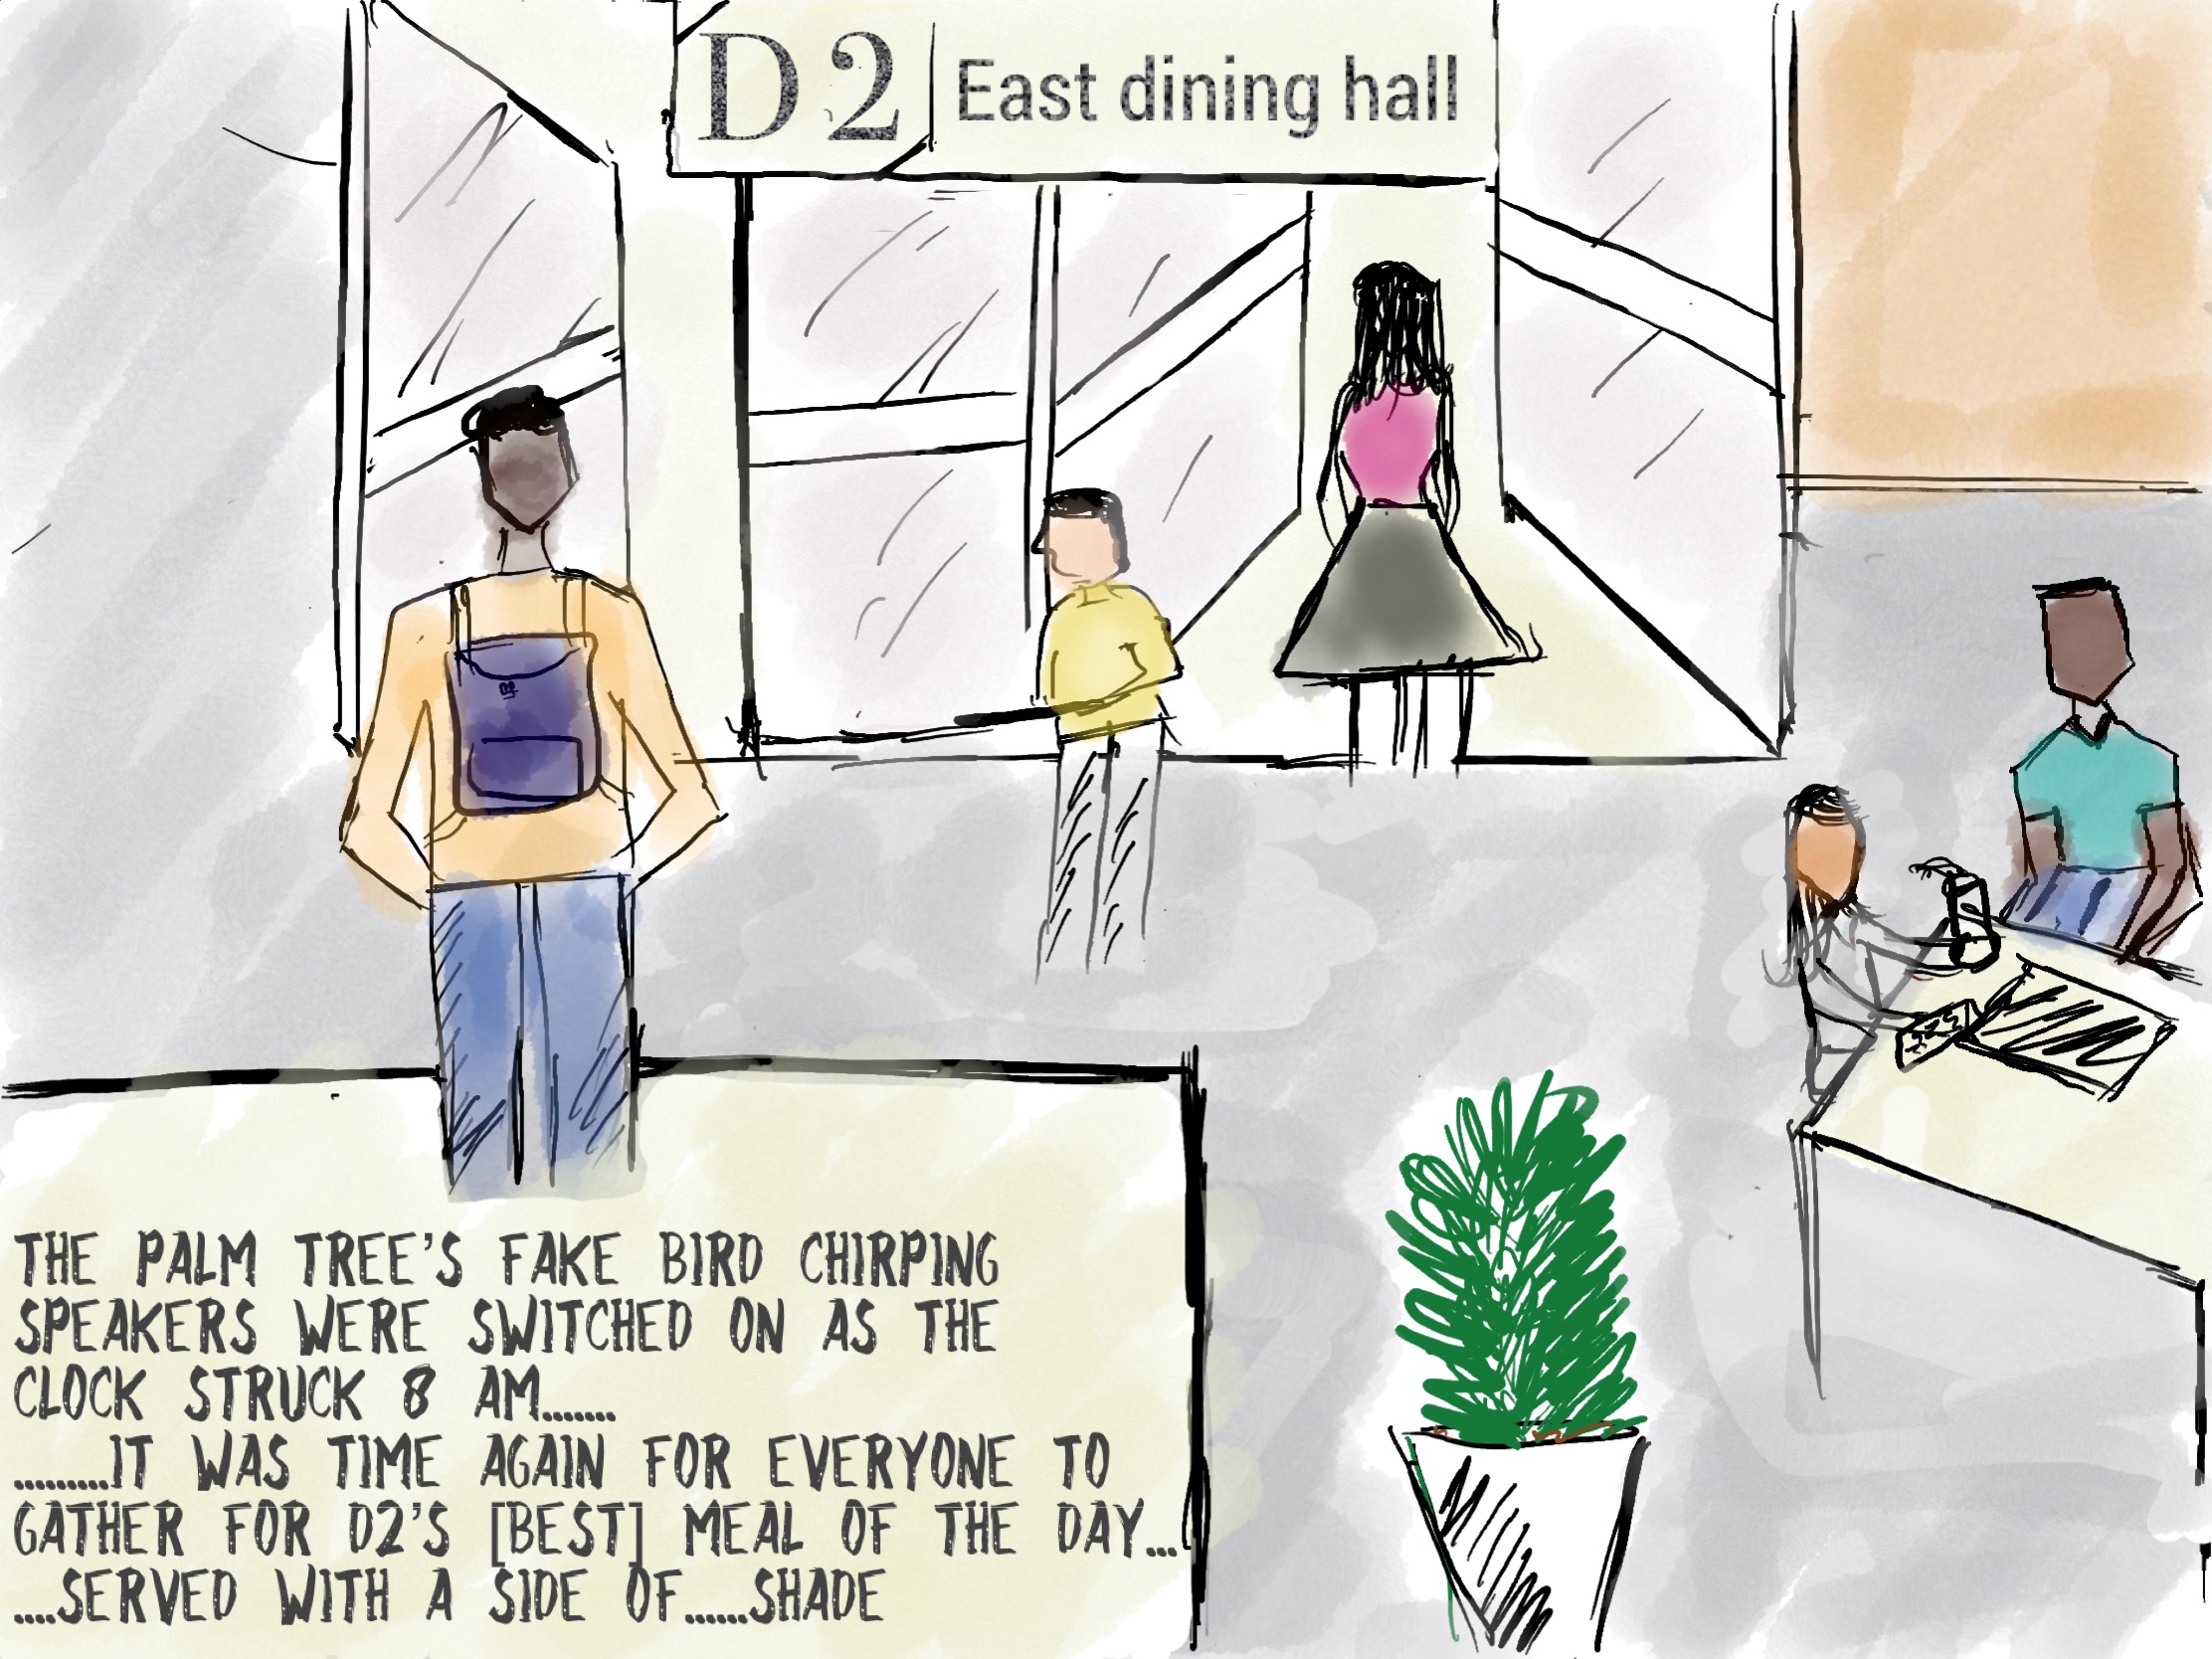 D2 East dining hall
THE PALM TREE'S FAKE BIRD CHIRPING
SPEAKERS WERE SWITCHED ON AS THE
CLOCK STRUCK 8 AM.......
.........IT WAS TIME AGAIN FOR EVERYONE TO
GATHER FOR D2'S [BEST] MEAL OF THE DAY...
....SERVED WITH A SIDE OF......SHADE